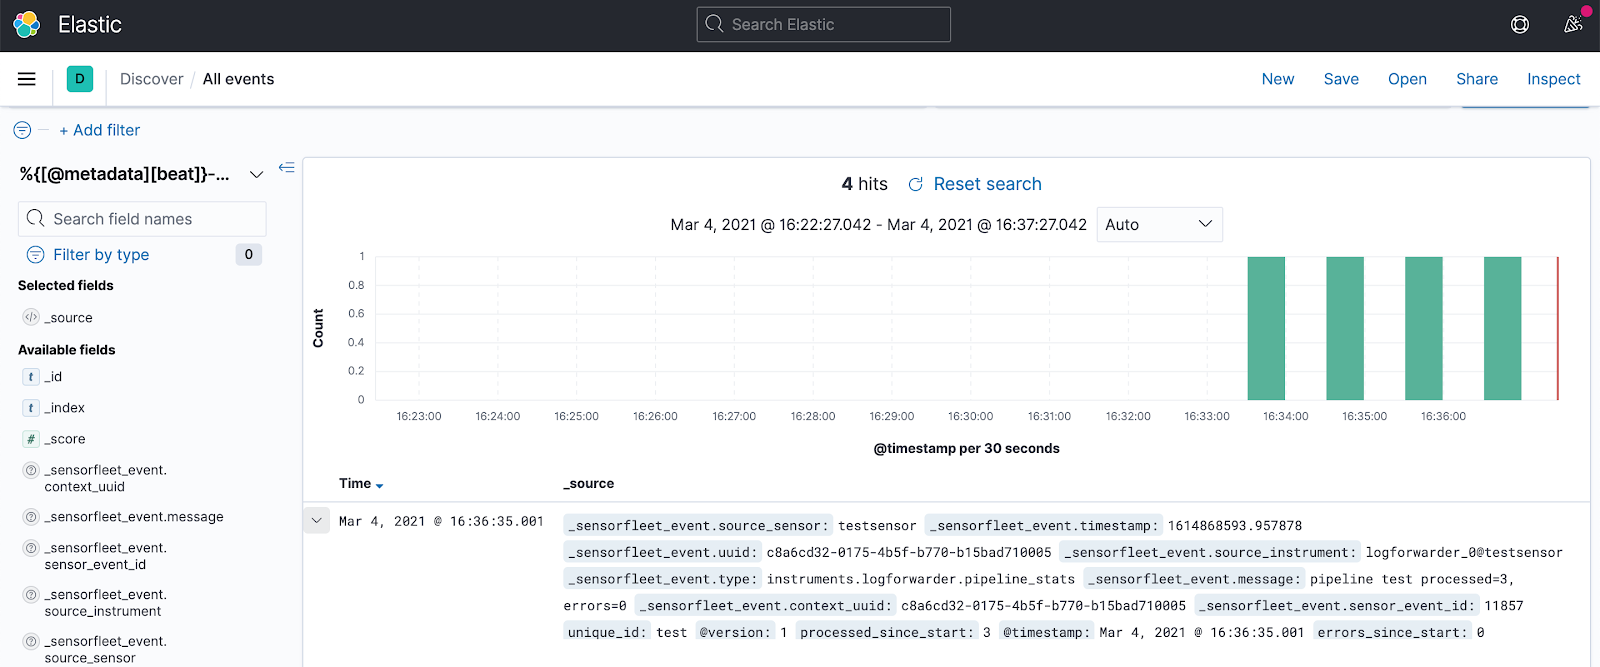 Elastic
Search Elastic
D
Discover / All events
New Save Open Share Inspect
+ Add filter
%{[@metadata][beat]}-...
Search field names
Filter by type 0
Selected fields
_source
Available fields
t _id
t _index
# _score
_sensorfleet_event.
context_uuid
_sensorfleet_event.message
_sensorfleet_event.
sensor_event_id
_sensorfleet_event.
source_instrument
_sensorfleet_event.
source_sensor
4 hits Reset search
Mar 4, 2021 @ 16:22:27.042 - Mar 4, 2021 @ 16:37:27.042 Auto
Count
1
0.8
0.6
0.4
0.2
0
16:23:00 16:24:00 16:25:00 16:26:00 16:27:00 16:28:00 16:29:00 16:30:00 16:31:00 16:32:00 16:33:00 16:34:00 16:35:00 16:36:00
@timestamp per 30 seconds
Time _source
Mar 4, 2021 @ 16:36:35.001
_sensorfleet_event.source_sensor: testsensor _sensorfleet_event.timestamp: 1614868593.957878
_sensorfleet_event.uuid: c8a6cd32-0175-4b5f-b770-b15bad710005 _sensorfleet_event.source_instrument: logforwarder_0@testsensor
_sensorfleet_event.type: instruments.logforwarder.pipeline_stats _sensorfleet_event.message: pipeline test processed=3,
errors=0 _sensorfleet_event.context_uuid: c8a6cd32-0175-4b5f-b770-b15bad710005 _sensorfleet_event.sensor_event_id: 11857
unique_id: test @version: 1 processed_since_start: 3 @timestamp: Mar 4, 2021 @ 16:36:35.001 errors_since_start: 0